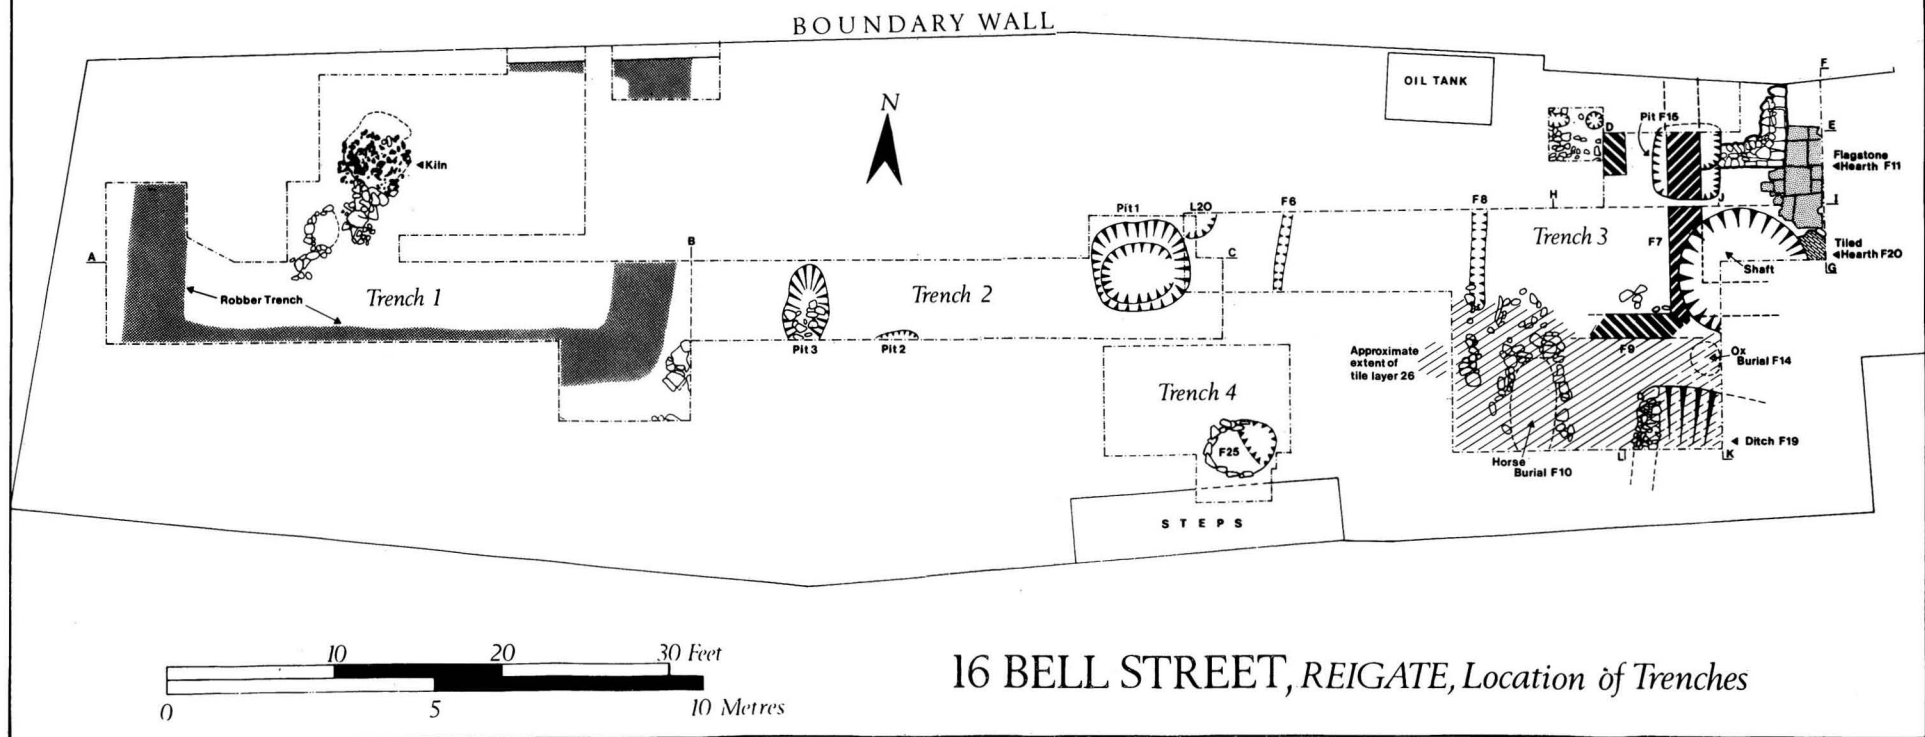 BOUNDARY WALL
OIL TANK
N
F
D
Pit F15
E
Flagstone
Hearth F11
Kiln
H
J
I
Pit 1
L20
F6
F8
Trench 3
F7
Tiled
Hearth F20
G
Shaft
A
B
C
Robber Trench
Trench 1
Trench 2
Pit 3
Pit 2
F9
Approximate
extent of
tile layer 26
Ox
Burial F14
Trench 4
F25
Ditch F19
Horse
Burial F10
L
K
STEPS
10 20 30 Feet
0 5 10 Metres
16 BELL STREET, REIGATE, Location of Trenches